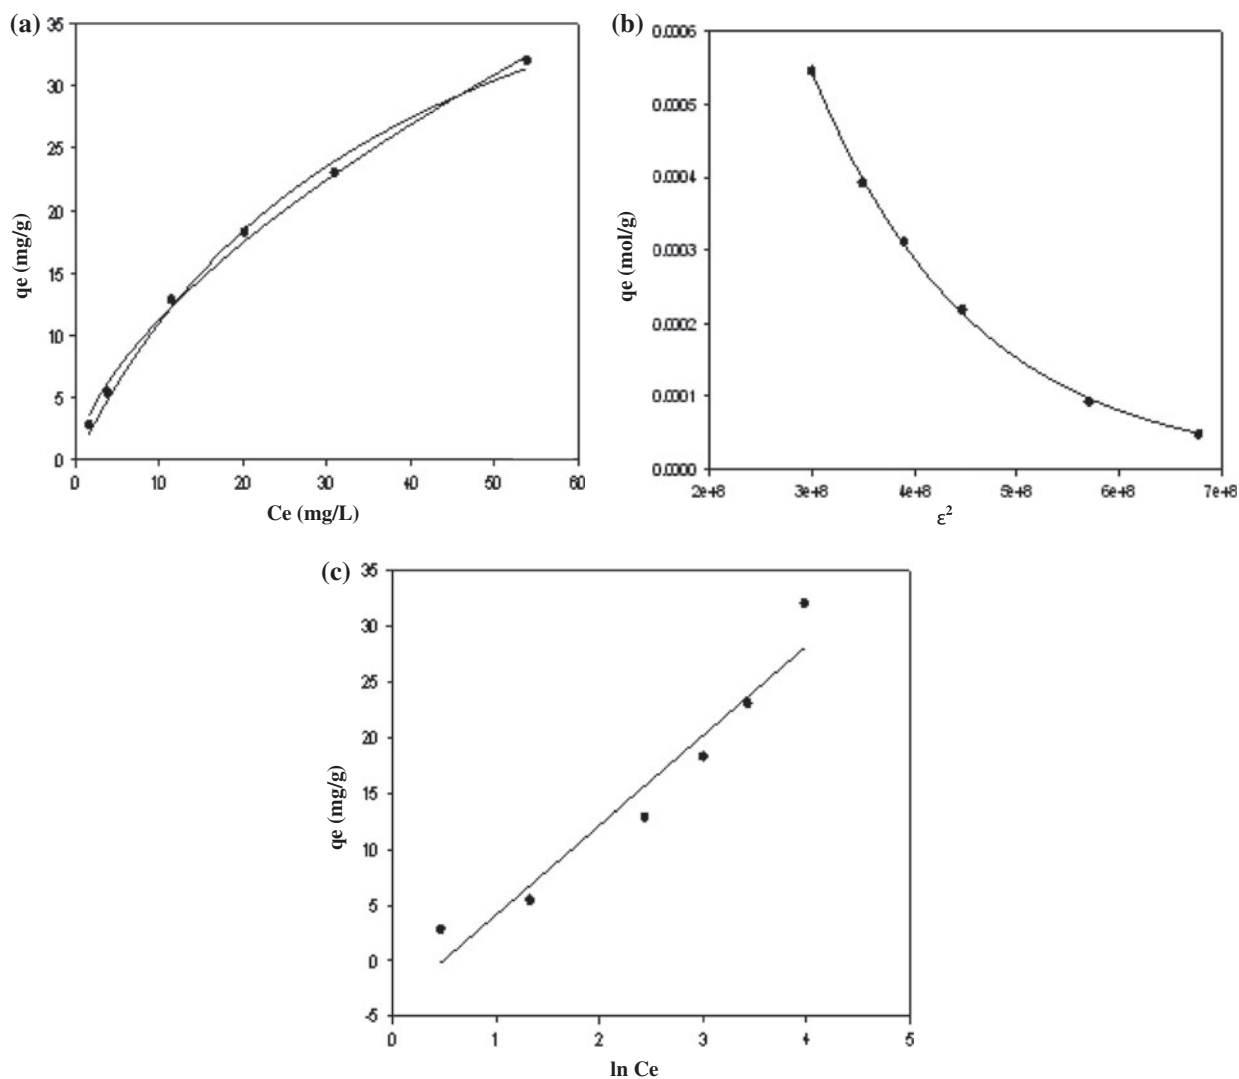 (a)
35
30
25
20
15
10
5
0
qe (mg/g)
0 10 20 30 40 50 60
Ce (mg/L)
(b)
0.0006
0.0005
0.0004
0.0003
0.0002
0.0001
0.0000
qe (mol/g)
2e+8 3e+8 4e+8 5e+8 6e+8 7e+8
ε²
(c)
35
30
25
20
15
10
5
0
-5
qe (mg/g)
0 1 2 3 4 5
ln Ce